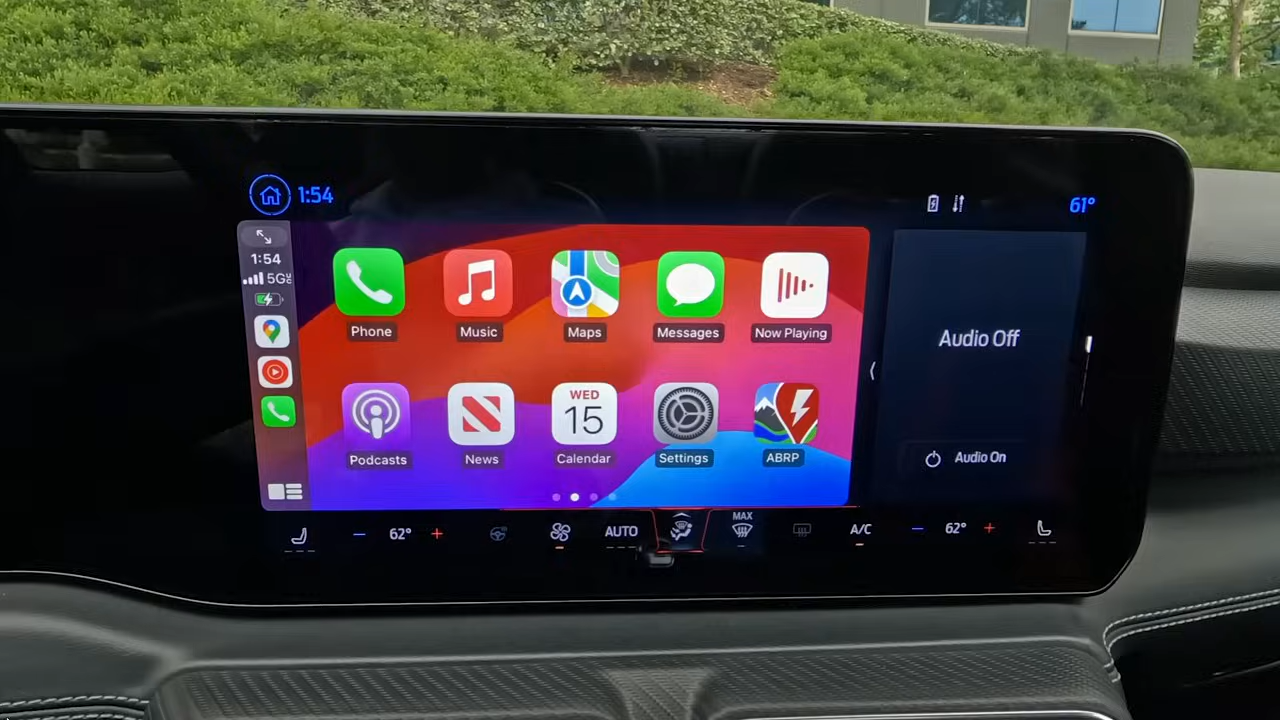 1:54
61°
1:54
5G
Phone
Music
Maps
Messages
Now Playing
Audio Off
WED
15
Podcasts
News
Calendar
Settings
ABRP
Audio On
− 62° +
AUTO
MAX
A/C
− 62° +